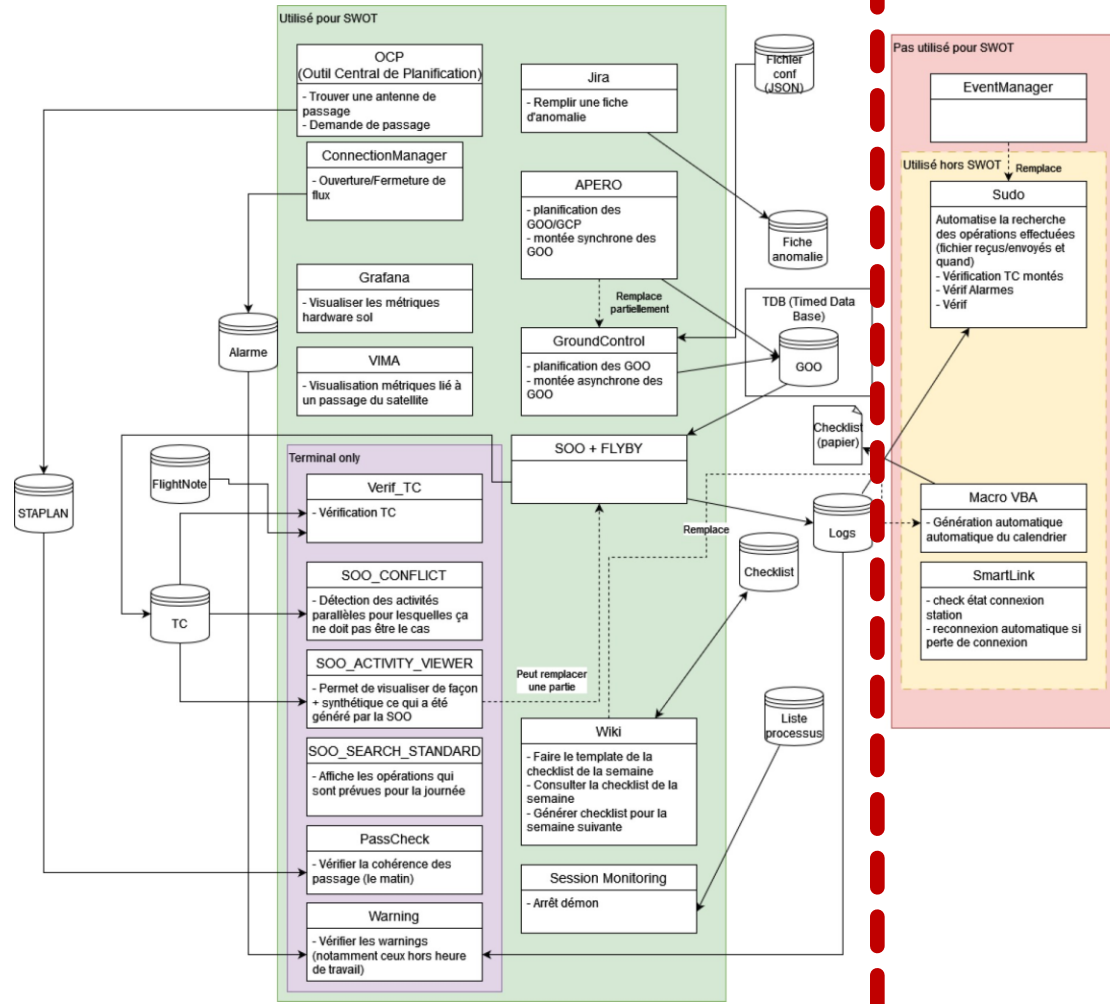 Utilisé pour SWOT
OCP
(Outil Central de Planification)
- Trouver une antenne de
passage
- Demande de passage
ConnectionManager
- Ouverture/Fermeture de
flux
Grafana
- Visualiser les métriques
hardware sol
VIMA
- Visualisation métriques lié à
un passage du satellite
Jira
- Remplir une fiche
d'anomalie
APERO
- planification des
GOO/GCP
- montée synchrone des
GOO
Remplace
partiellement
GroundControl
- planification des GOO
- montée asynchrone des
GOO
SOO + FLYBY
Fichier
conf
(JSON)
Fiche
anomalie
TDB (Timed Data
Base)
GOO
Alarme
STAPLAN
FlightNote
TC
Terminal only
Verif_TC
- Vérification TC
SOO_CONFLICT
- Détection des activités
parallèles pour lesquelles ça
ne doit pas être le cas
SOO_ACTIVITY_VIEWER
- Permet de visualiser de façon
+ synthétique ce qui a été
généré par la SOO
SOO_SEARCH_STANDARD
- Affiche les opérations qui
sont prévues pour la journée
PassCheck
- Vérifier la cohérence des
passage (le matin)
Warning
- Vérifier les warnings
(notamment ceux hors heure
de travail)
Peut remplacer
une partie
Remplace
Wiki
- Faire le template de la
checklist de la semaine
- Consulter la checklist de la
semaine
- Générer checklist pour la
semaine suivante
Session Monitoring
- Arrêt démon
Checklist
(papier)
Logs
Checklist
Liste
processus
Pas utilisé pour SWOT
EventManager
Utilisé hors SWOT
Remplace
Sudo
Automatise la recherche
des opérations effectuées
(fichier reçus/envoyés et
quand)
- Vérification TC montés
- Vérif Alarmes
- Vérif
Macro VBA
- Génération automatique
automatique du calendrier
SmartLink
- check état connexion
station
- reconnexion automatique si
perte de connexion